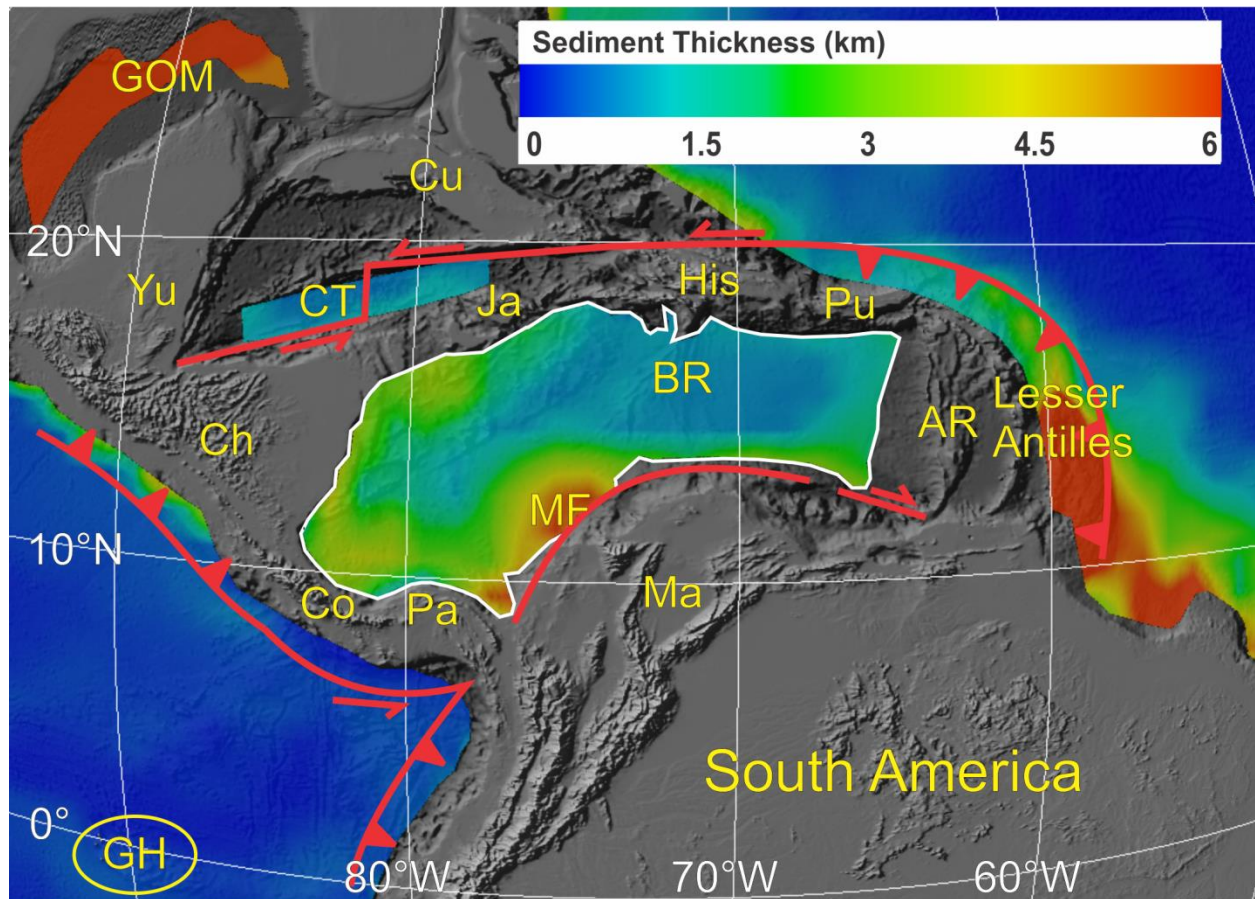 Sediment Thickness (km)
0 1.5 3 4.5 6
GOM
Cu
20°N
Yu
CT
Ja
His
Pu
BR
AR
Lesser
Antilles
Ch
MF
10°N
Co
Pa
Ma
South America
0°
GH
80°W
70°W
60°W